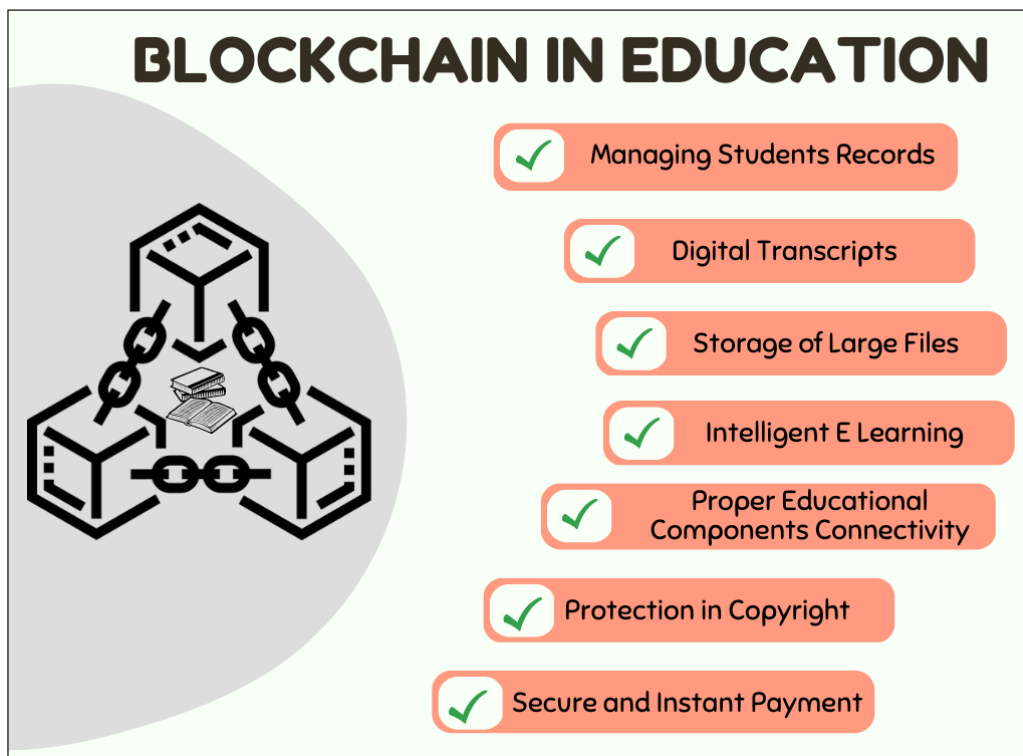 BLOCKCHAIN IN EDUCATION
Managing Students Records
Digital Transcripts
Storage of Large Files
Intelligent E Learning
Proper Educational
Components Connectivity
Protection in Copyright
Secure and Instant Payment